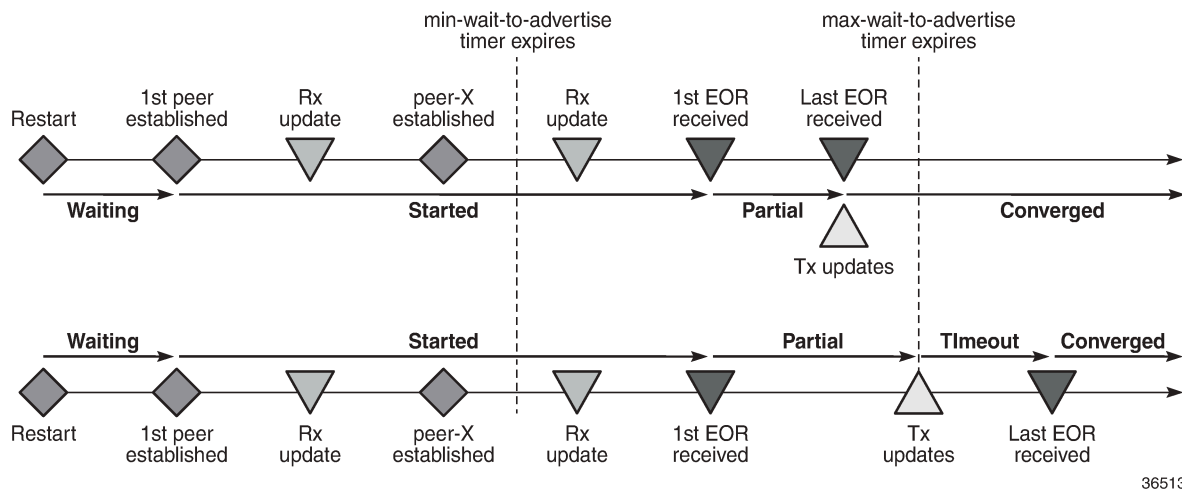 min-wait-to-advertise
timer expires
max-wait-to-advertise
timer expires
Restart
1st peer
established
Rx
update
peer-X
established
Rx
update
1st EOR
received
Last EOR
received
Waiting
Started
Partial
Converged
Tx updates
Waiting
Started
Partial
TImeout
Converged
Restart
1st peer
established
Rx
update
peer-X
established
Rx
update
1st EOR
received
Tx
updates
Last EOR
received
36513